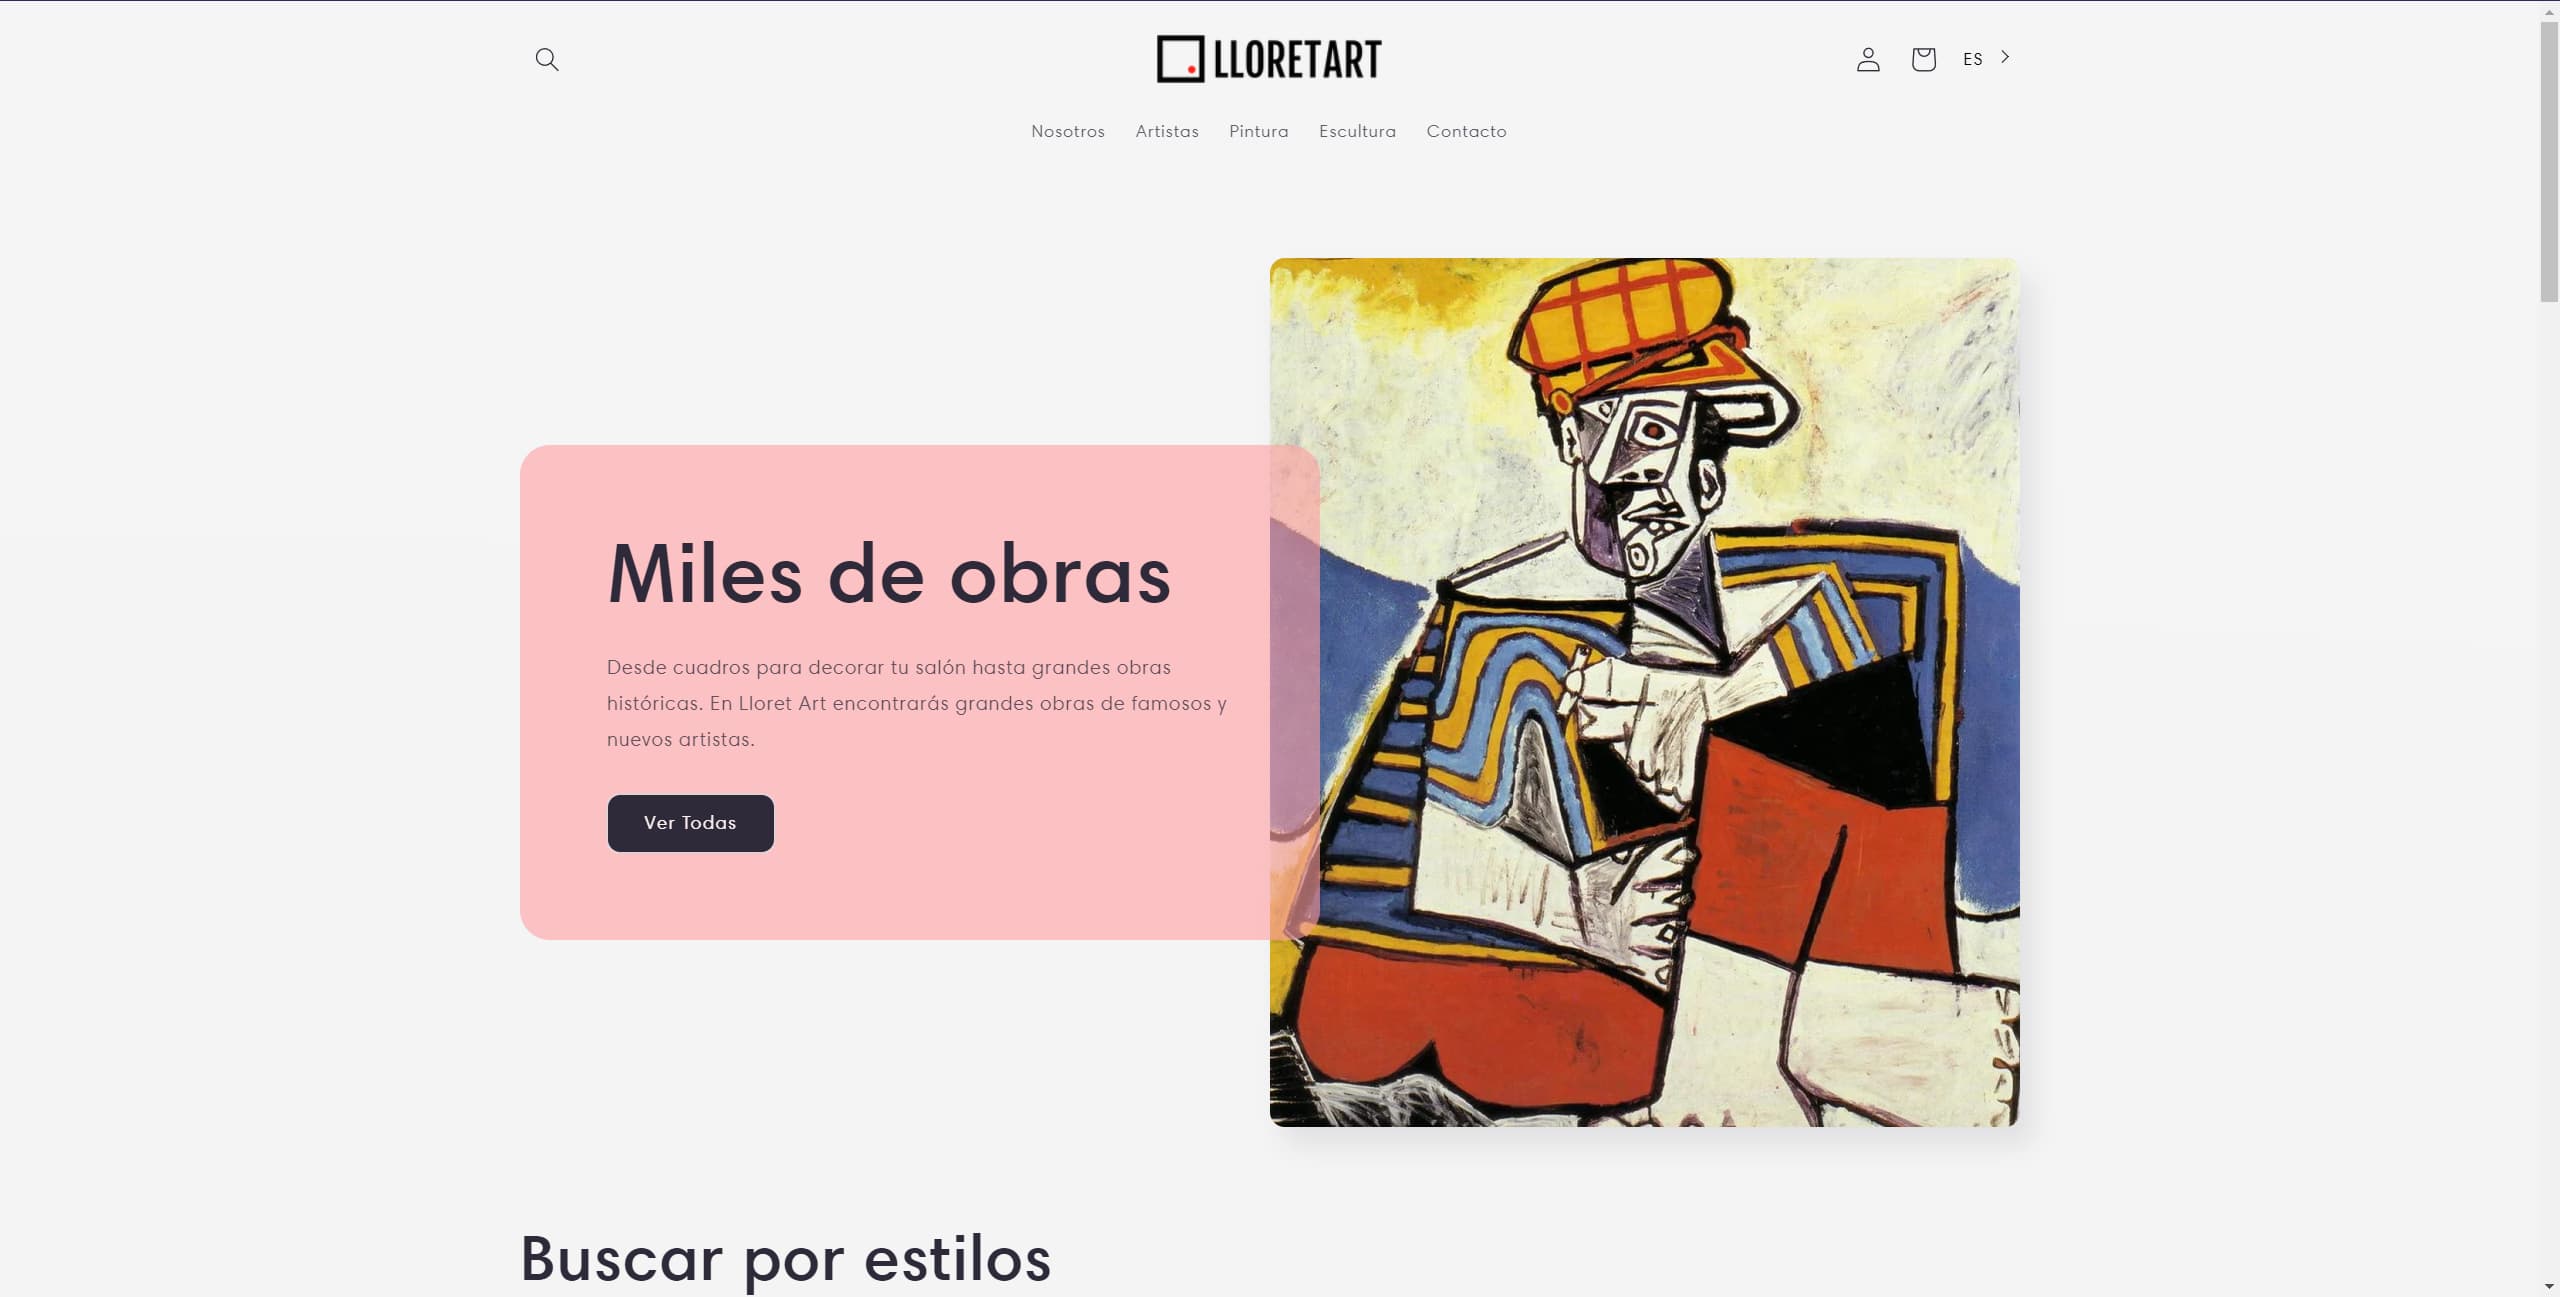 LLORETART
ES
Nosotros Artistas Pintura Escultura Contacto
Miles de obras
Desde cuadros para decorar tu salón hasta grandes obras
históricas. En Lloret Art encontrarás grandes obras de famosos y
nuevos artistas.
Ver Todas
Buscar por estilos